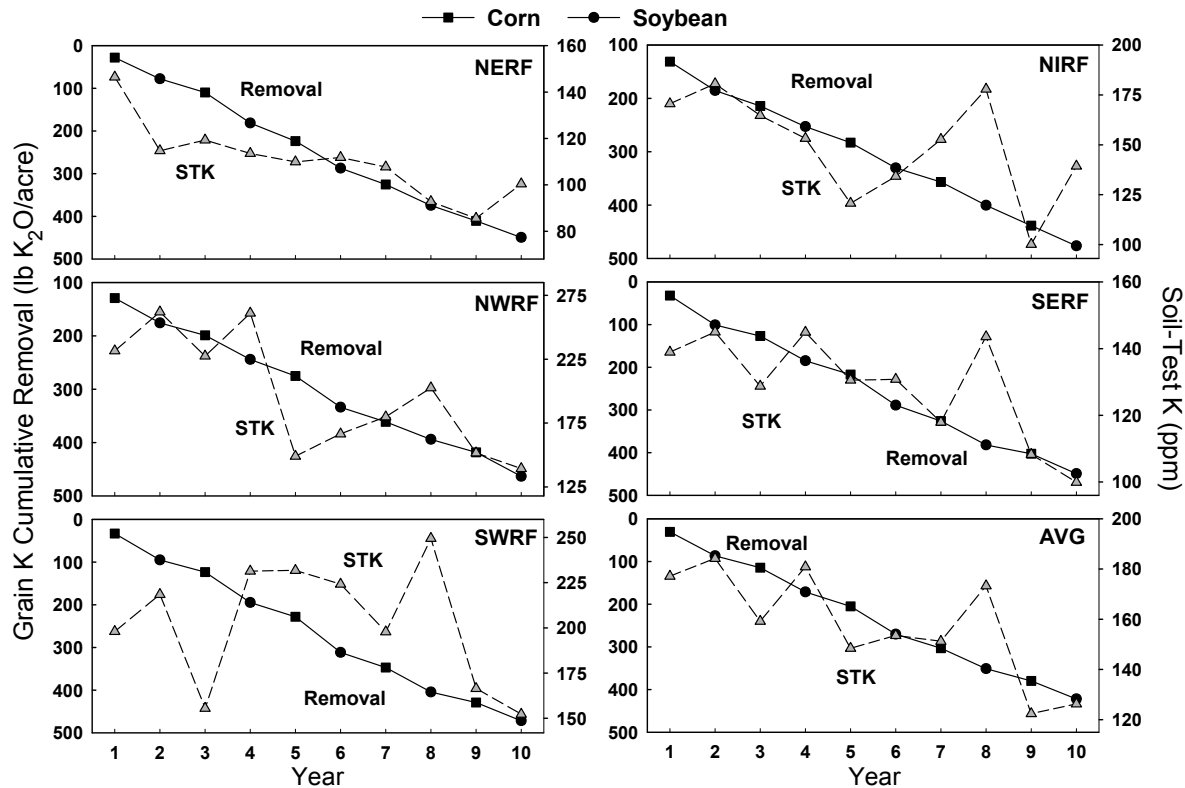 Corn Soybean
Grain K Cumulative Removal (lb K₂O/acre)
0
100
200
300
400
500
NERF
Removal
STK
160
140
120
100
80
100
200
300
400
500
NIRF
Removal
STK
200
175
150
125
100
100
200
300
400
500
NWRF
Removal
STK
275
225
175
125
0
100
200
300
400
500
SERF
STK
Removal
160
140
120
100
0
100
200
300
400
500
SWRF
STK
Removal
250
225
200
175
150
1 2 3 4 5 6 7 8 9 10
Year
0
100
200
300
400
500
AVG
Removal
STK
200
180
160
140
120
1 2 3 4 5 6 7 8 9 10
Year
Soil-Test K (ppm)